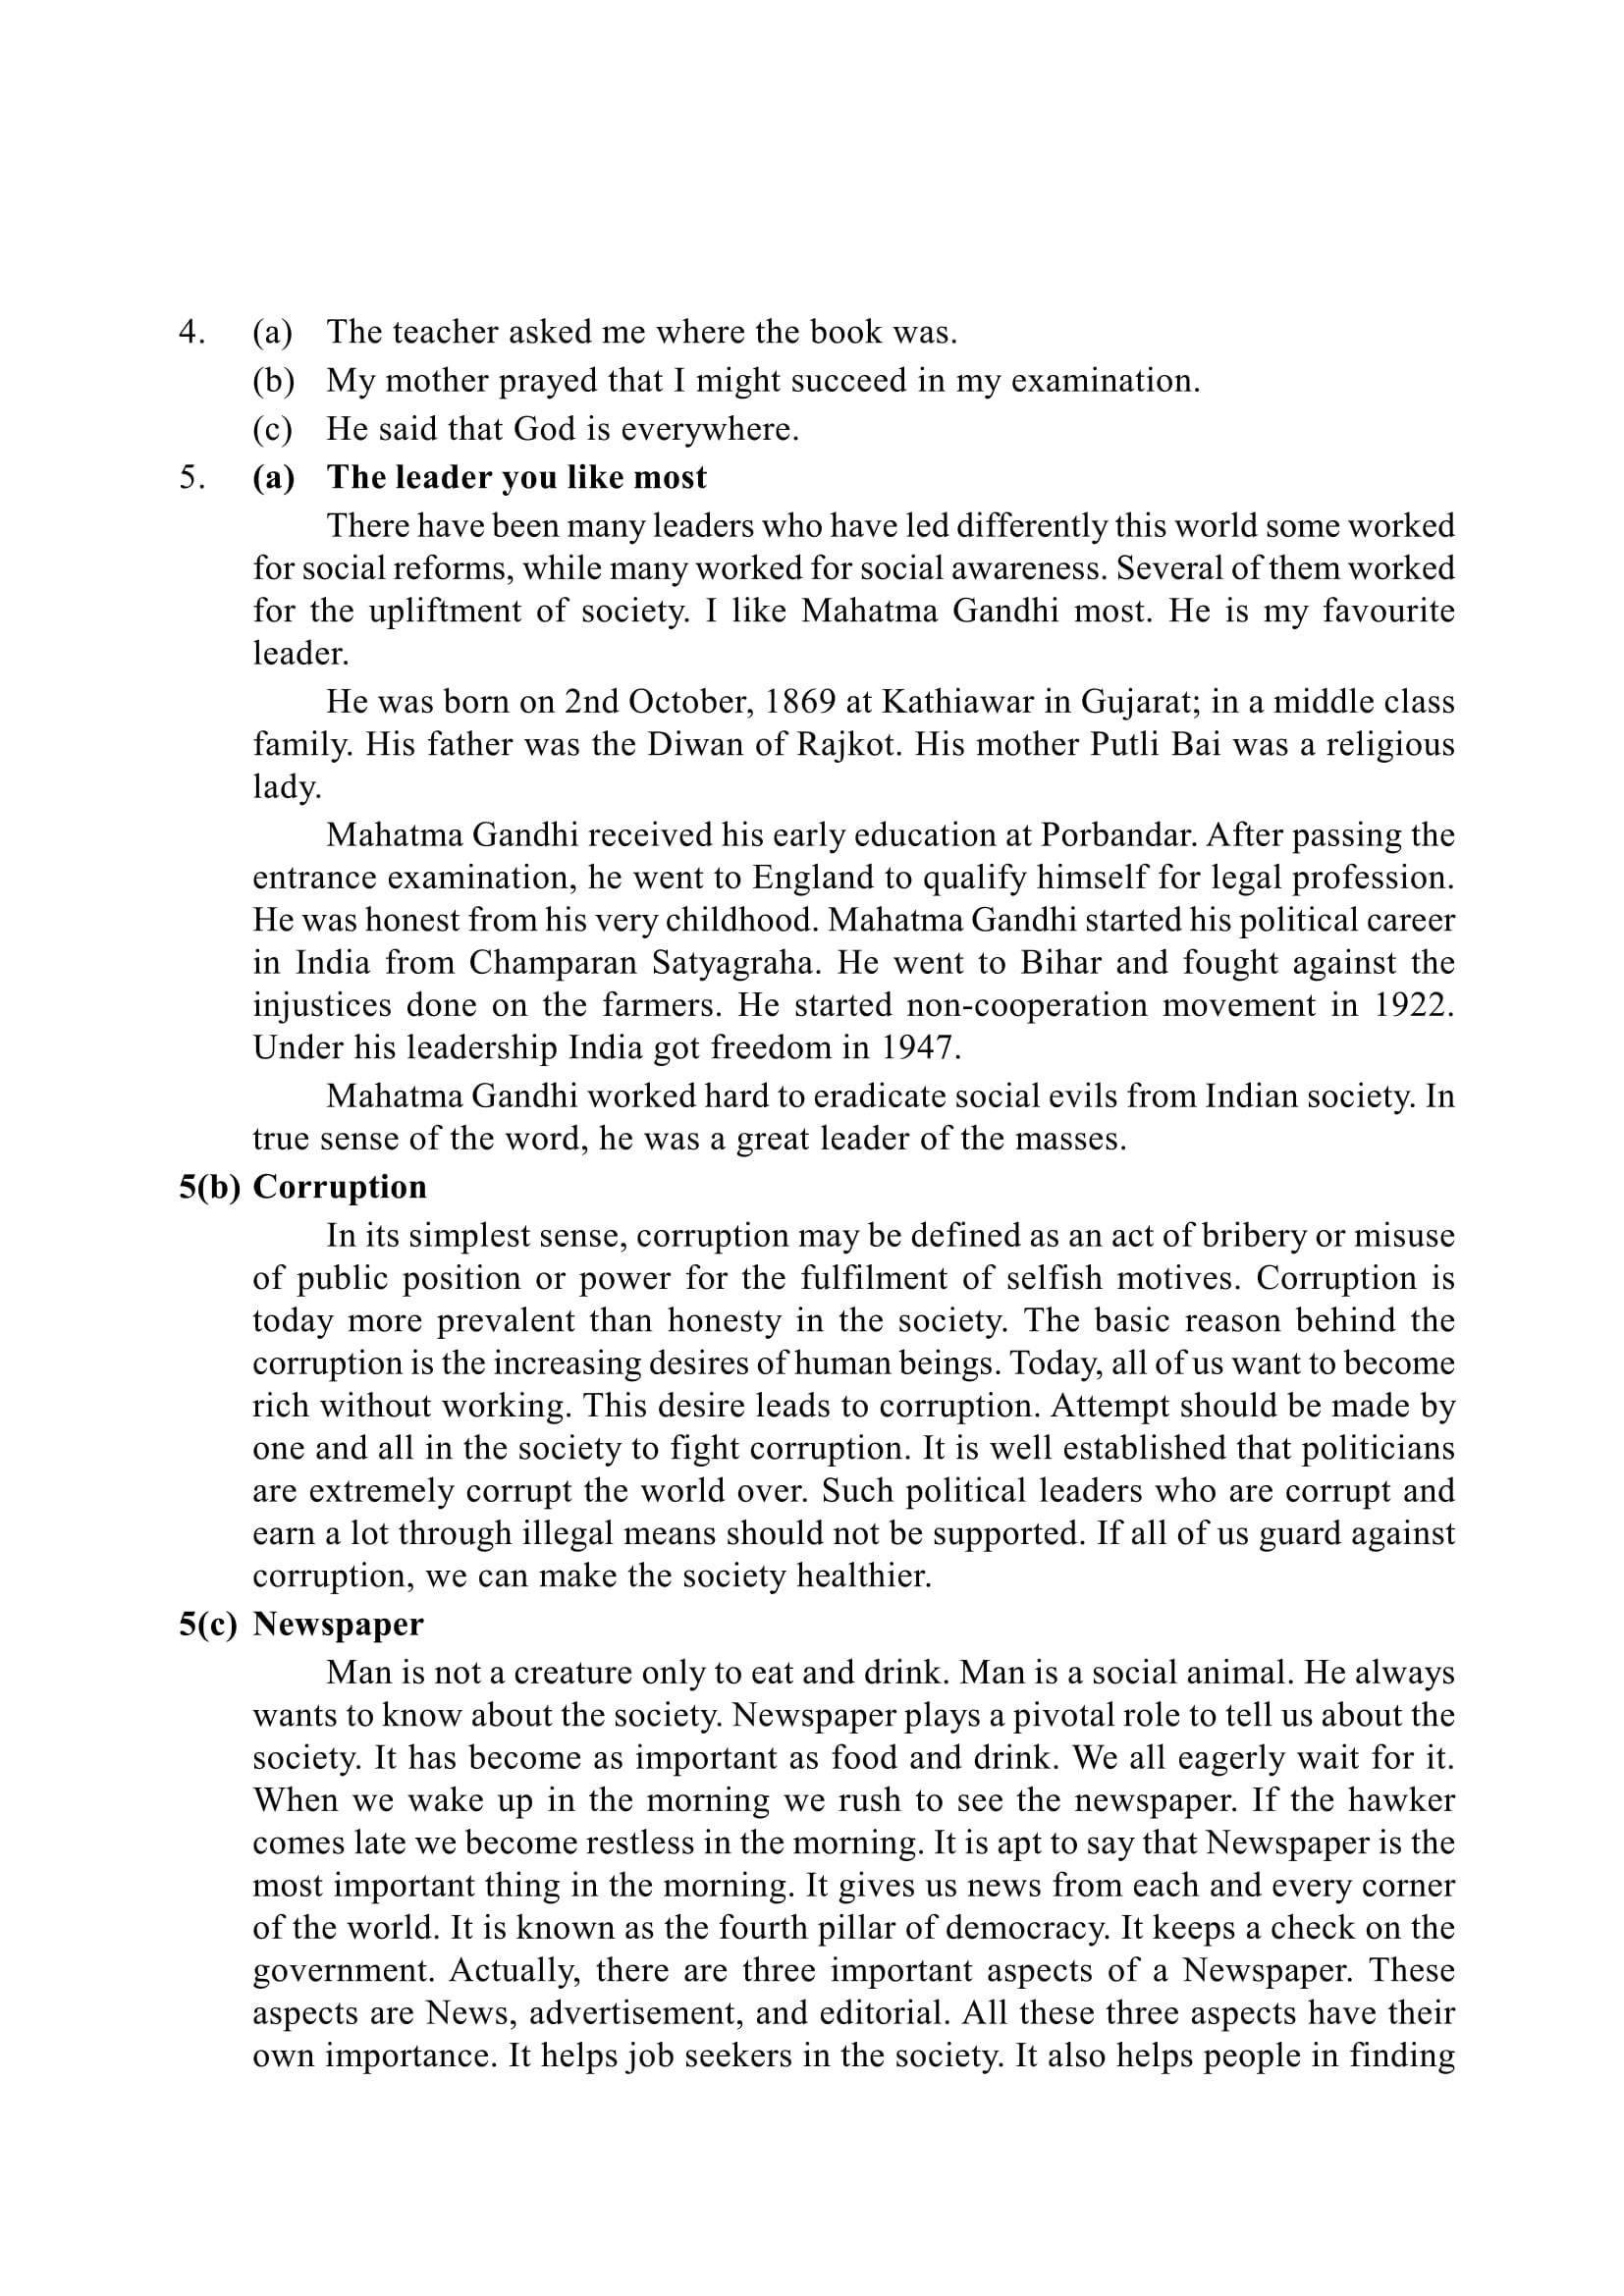 4. (a) The teacher asked me where the book was.
(b) My mother prayed that I might succeed in my examination.
(c) He said that God is everywhere.
5. (a) The leader you like most
There have been many leaders who have led differently this world some worked
for social reforms, while many worked for social awareness. Several of them worked
for the upliftment of society. I like Mahatma Gandhi most. He is my favourite
leader.
He was born on 2nd October, 1869 at Kathiawar in Gujarat; in a middle class
family. His father was the Diwan of Rajkot. His mother Putli Bai was a religious
lady.
Mahatma Gandhi received his early education at Porbandar. After passing the
entrance examination, he went to England to qualify himself for legal profession.
He was honest from his very childhood. Mahatma Gandhi started his political career
in India from Champaran Satyagraha. He went to Bihar and fought against the
injustices done on the farmers. He started non-cooperation movement in 1922.
Under his leadership India got freedom in 1947.
Mahatma Gandhi worked hard to eradicate social evils from Indian society. In
true sense of the word, he was a great leader of the masses.
5(b) Corruption
In its simplest sense, corruption may be defined as an act of bribery or misuse
of public position or power for the fulfilment of selfish motives. Corruption is
today more prevalent than honesty in the society. The basic reason behind the
corruption is the increasing desires of human beings. Today, all of us want to become
rich without working. This desire leads to corruption. Attempt should be made by
one and all in the society to fight corruption. It is well established that politicians
are extremely corrupt the world over. Such political leaders who are corrupt and
earn a lot through illegal means should not be supported. If all of us guard against
corruption, we can make the society healthier.
5(c) Newspaper
Man is not a creature only to eat and drink. Man is a social animal. He always
wants to know about the society. Newspaper plays a pivotal role to tell us about the
society. It has become as important as food and drink. We all eagerly wait for it.
When we wake up in the morning we rush to see the newspaper. If the hawker
comes late we become restless in the morning. It is apt to say that Newspaper is the
most important thing in the morning. It gives us news from each and every corner
of the world. It is known as the fourth pillar of democracy. It keeps a check on the
government. Actually, there are three important aspects of a Newspaper. These
aspects are News, advertisement, and editorial. All these three aspects have their
own importance. It helps job seekers in the society. It also helps people in finding